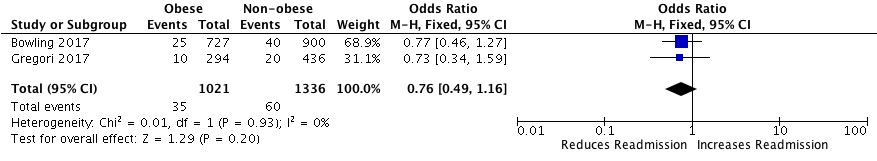 Obese Non-obese Odds Ratio Odds Ratio
Study or Subgroup Events Total Events Total Weight M-H, Fixed, 95% CI M-H, Fixed, 95% CI
Bowling 2017 25 727 40 900 68.9% 0.77 [0.46, 1.27]
Gregori 2017 10 294 20 436 31.1% 0.73 [0.34, 1.59]
Total (95% CI) 1021 1336 100.0% 0.76 [0.49, 1.16]
Total events 35 60
Heterogeneity: Chi² = 0.01, df = 1 (P = 0.93); I² = 0%
Test for overall effect: Z = 1.29 (P = 0.20)
0.01 0.1 1 10 100
Reduces Readmission Increases Readmission